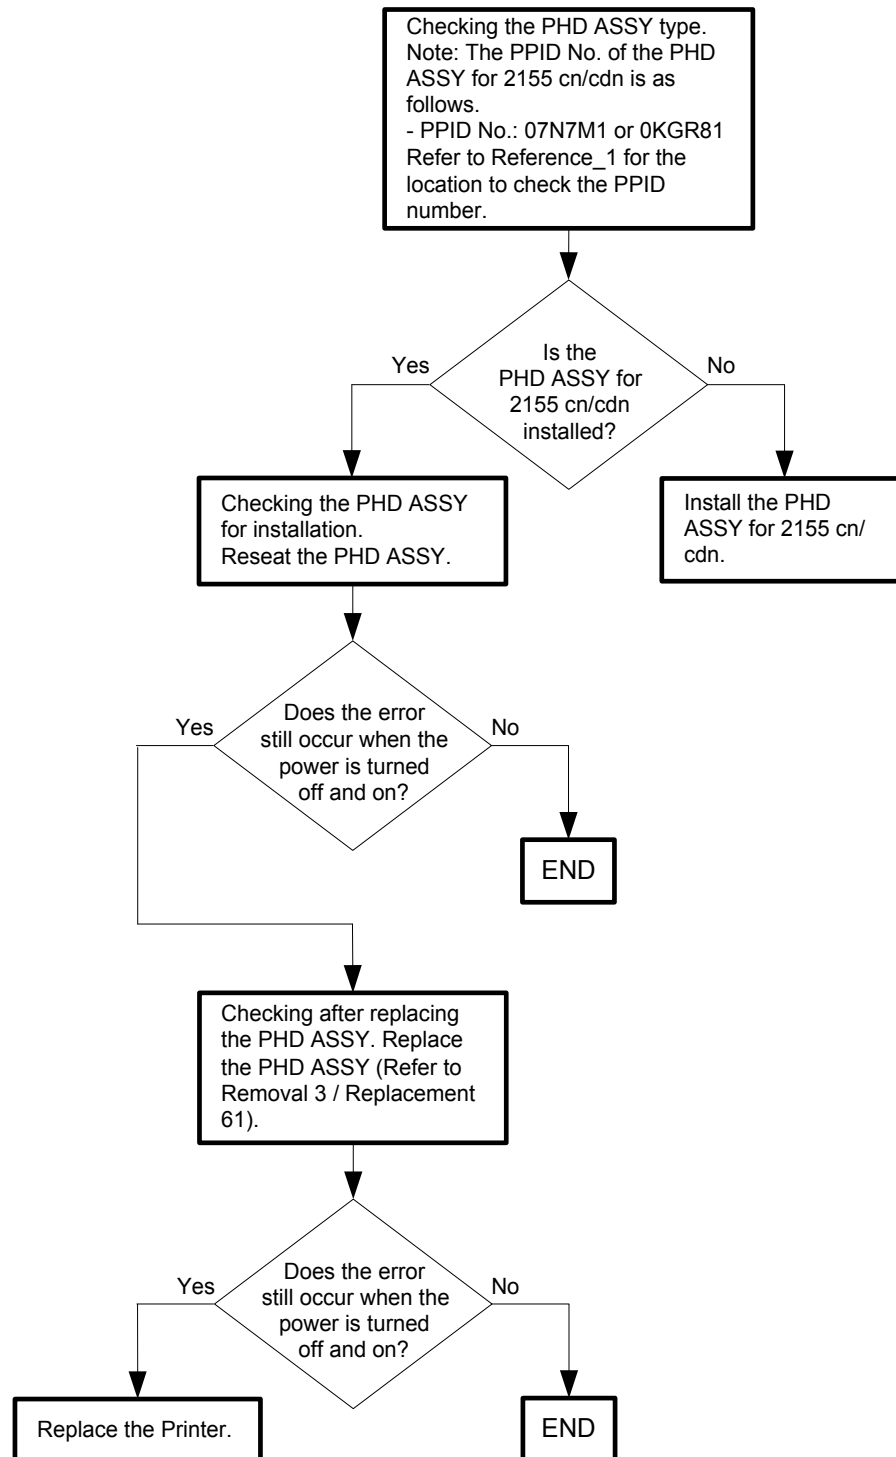 Checking the PHD ASSY type.
Note: The PPID No. of the PHD
ASSY for 2155 cn/cdn is as
follows.
- PPID No.: 07N7M1 or 0KGR81
Refer to Reference_1 for the
location to check the PPID
number.
Yes
Is the
PHD ASSY for
2155 cn/cdn
installed?
No
Checking the PHD ASSY
for installation.
Reseat the PHD ASSY.
Install the PHD
ASSY for 2155 cn/
cdn.
Yes
Does the error
still occur when the
power is turned
off and on?
No
END
Checking after replacing
the PHD ASSY. Replace
the PHD ASSY (Refer to
Removal 3 / Replacement
61).
Yes
Does the error
still occur when the
power is turned
off and on?
No
Replace the Printer.
END